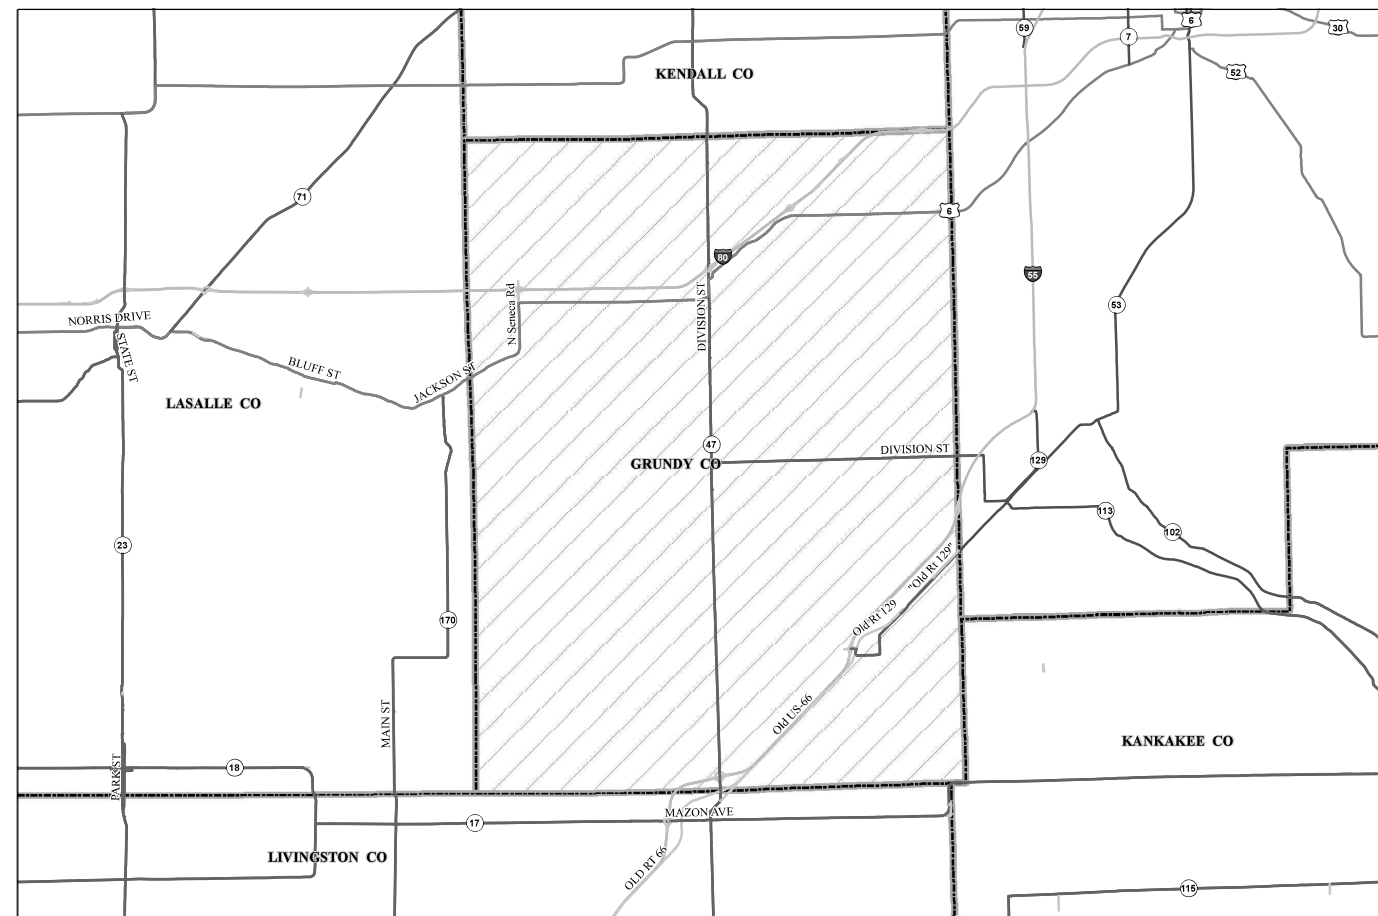 59
6
30
7
KENDALL CO
52
71
6
80
55
N Seneca Rd
53
NORRIS DRIVE
DIVISION ST
STATE ST
BLUFF ST
JACKSON ST
LASALLE CO
47
DIVISION ST
GRUNDY CO
129
113
23
102
"Old Rt 129"
Old Rt 129
170
Old US-66
MAIN ST
KANKAKEE CO
18
PARK ST
MAZON AVE
17
LIVINGSTON CO
OLD RT 66
115